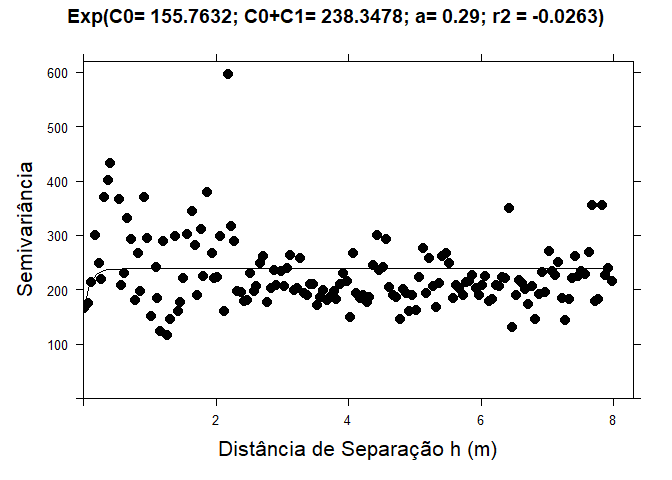 Exp(C0= 155.7632; C0+C1= 238.3478; a= 0.29; r2 = -0.0263)
600
500
400
300
200
100
Semivariância
2 4 6 8
Distância de Separação h (m)